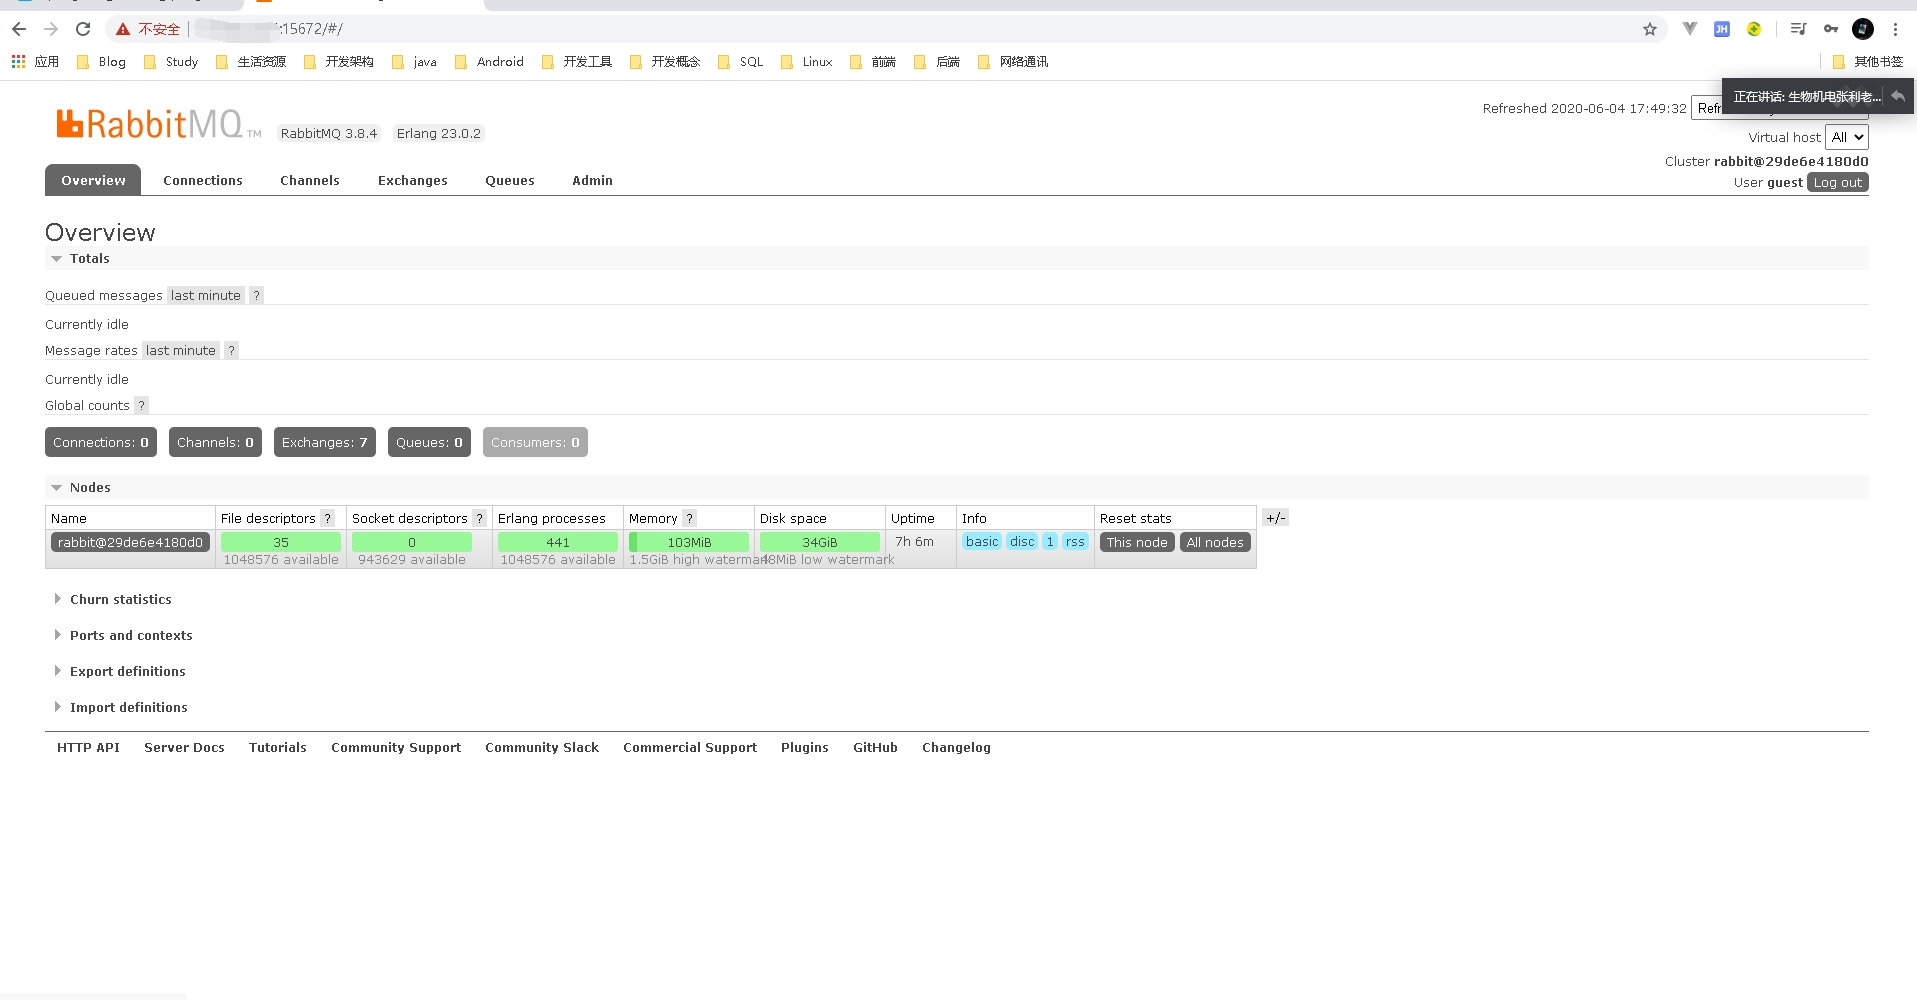 不安全 :15672/#/
应用 Blog Study 生活资源 开发架构 java Android 开发工具 开发概念 SQL Linux 前端 后端 网络通讯 其他书签
正在讲话: 生物机电张利老...
RabbitMQ TM RabbitMQ 3.8.4 Erlang 23.0.2
Refreshed 2020-06-04 17:49:32
Virtual host All
Cluster rabbit@29de6e4180d0
User guest Log out
Overview Connections Channels Exchanges Queues Admin
Overview
Totals
Queued messages last minute ?
Currently idle
Message rates last minute ?
Currently idle
Global counts ?
Connections: 0 Channels: 0 Exchanges: 7 Queues: 0 Consumers: 0
Nodes
Name File descriptors ? Socket descriptors ? Erlang processes Memory ? Disk space Uptime Info Reset stats +/-
rabbit@29de6e4180d0 35 0 441 103MiB 34GiB 7h 6m basic disc 1 rss This node All nodes
1048576 available 943629 available 1048576 available 1.5GiB high watermark 48MiB low watermark
Churn statistics
Ports and contexts
Export definitions
Import definitions
HTTP API Server Docs Tutorials Community Support Community Slack Commercial Support Plugins GitHub Changelog